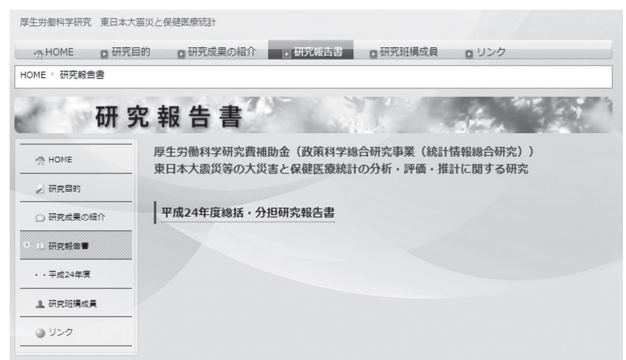 厚生労働科学研究　東日本大震災と保健医療統計
HOME 研究目的 研究成果の紹介 研究報告書 研究班構成員 リンク
HOME › 研究報告書
研究報告書
HOME
研究目的
研究成果の紹介
研究報告書
・・平成24年度
研究班構成員
リンク
厚生労働科学研究費補助金（政策科学総合研究事業（統計情報総合研究））
東日本大震災等の大災害と保健医療統計の分析・評価・推計に関する研究
平成24年度総括・分担研究報告書